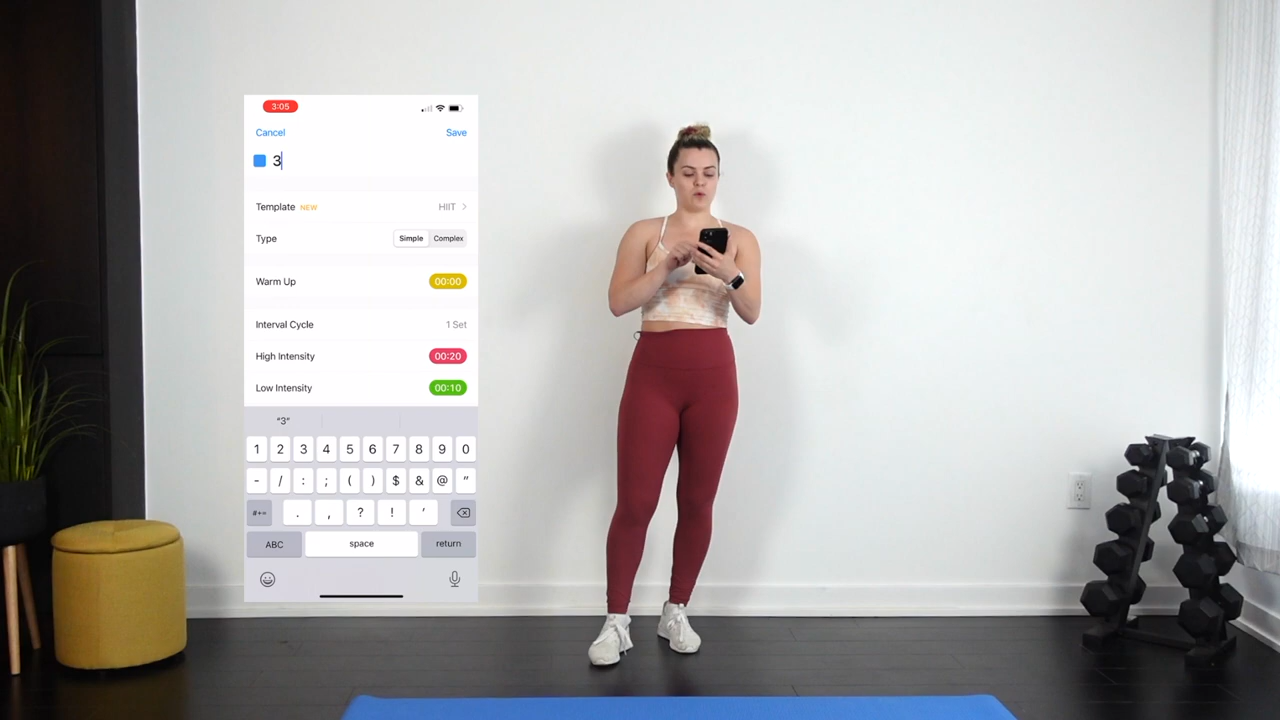 3:05
Cancel Save
3
Template NEW HIIT
Type Simple Complex
Warm Up 00:00
Interval Cycle 1 Set
High Intensity 00:20
Low Intensity 00:10
"3"
1 2 3 4 5 6 7 8 9 0
- / : ; ( ) $ & @ "
#+= . , ? ! '
ABC space return